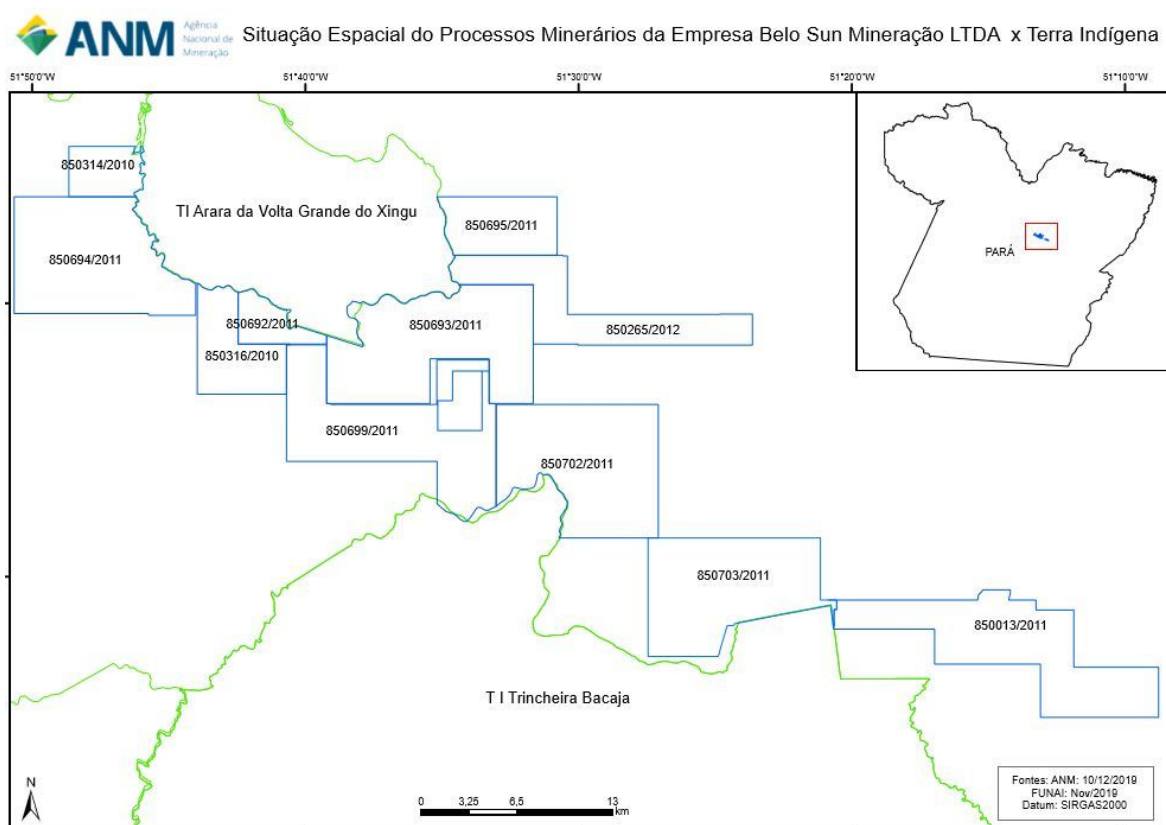 ANM
Agência
Nacional de
Mineração
Situação Espacial do Processos Minerários da Empresa Belo Sun Mineração LTDA x Terra Indígena
51°50'0"W 51°40'0"W 51°30'0"W 51°20'0"W 51°10'0"W
850314/2010
TI Arara da Volta Grande do Xingu
850695/2011
850694/2011
PARÁ
850692/2011
850693/2011
850265/2012
850316/2010
850699/2011
850702/2011
850703/2011
850013/2011
T I Trincheira Bacaja
N
0 3,25 6,5 13
km
Fontes: ANM: 10/12/2019
FUNAI: Nov/2019
Datum: SIRGAS2000